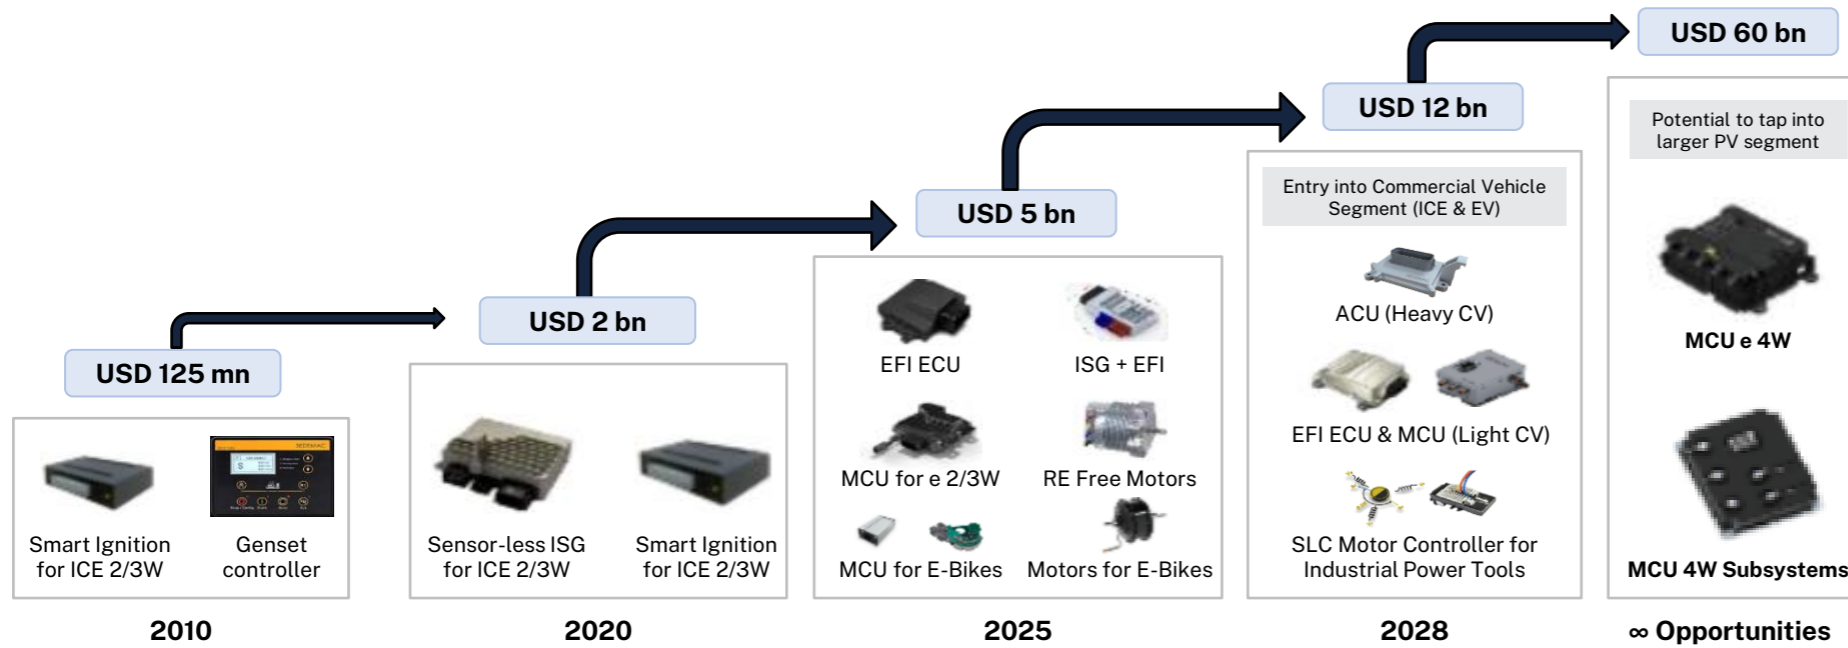 USD 125 mn
Smart Ignition
for ICE 2/3W
SEDEMAC
Genset
controller
2010
USD 2 bn
Sensor-less ISG
for ICE 2/3W
Smart Ignition
for ICE 2/3W
2020
USD 5 bn
EFI ECU
ISG + EFI
MCU for e 2/3W
RE Free Motors
MCU for E-Bikes
Motors for E-Bikes
2025
USD 12 bn
Entry into Commercial Vehicle
Segment (ICE & EV)
ACU (Heavy CV)
EFI ECU & MCU (Light CV)
SLC Motor Controller for
Industrial Power Tools
2028
USD 60 bn
Potential to tap into
larger PV segment
MCU e 4W
MCU 4W Subsystems
∞ Opportunities